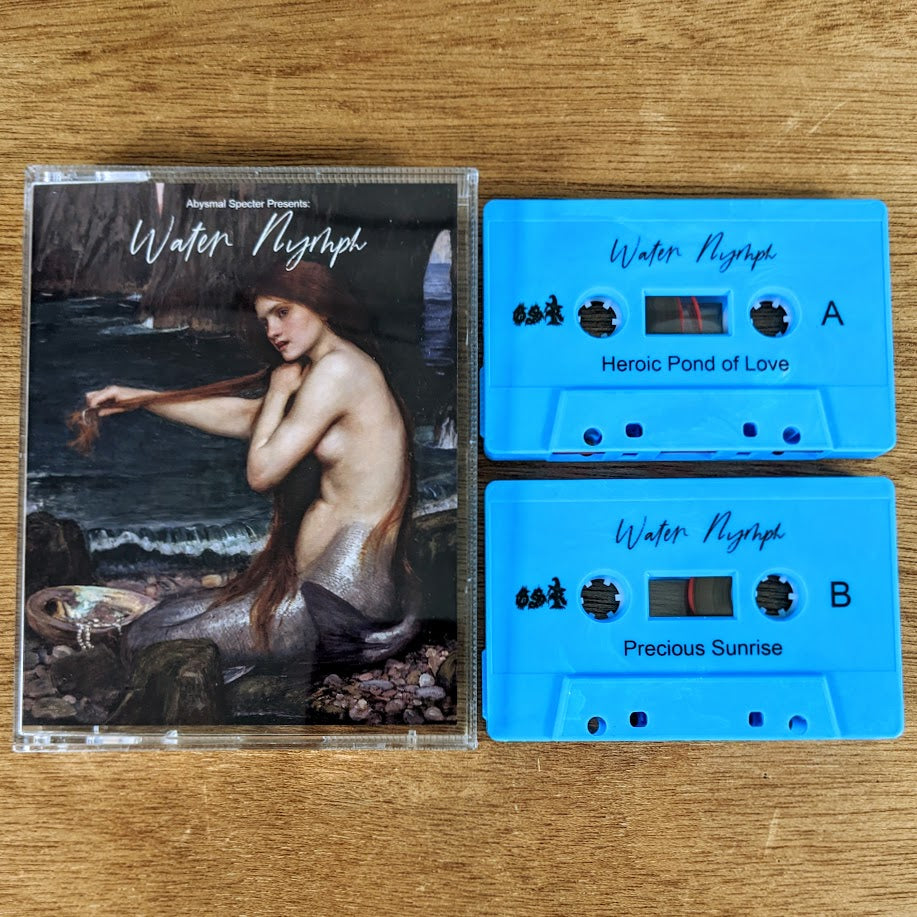 Abysmal Specter Presents:
Water Nymph
Water Nymph
A
Heroic Pond of Love
Water Nymph
B
Precious Sunrise